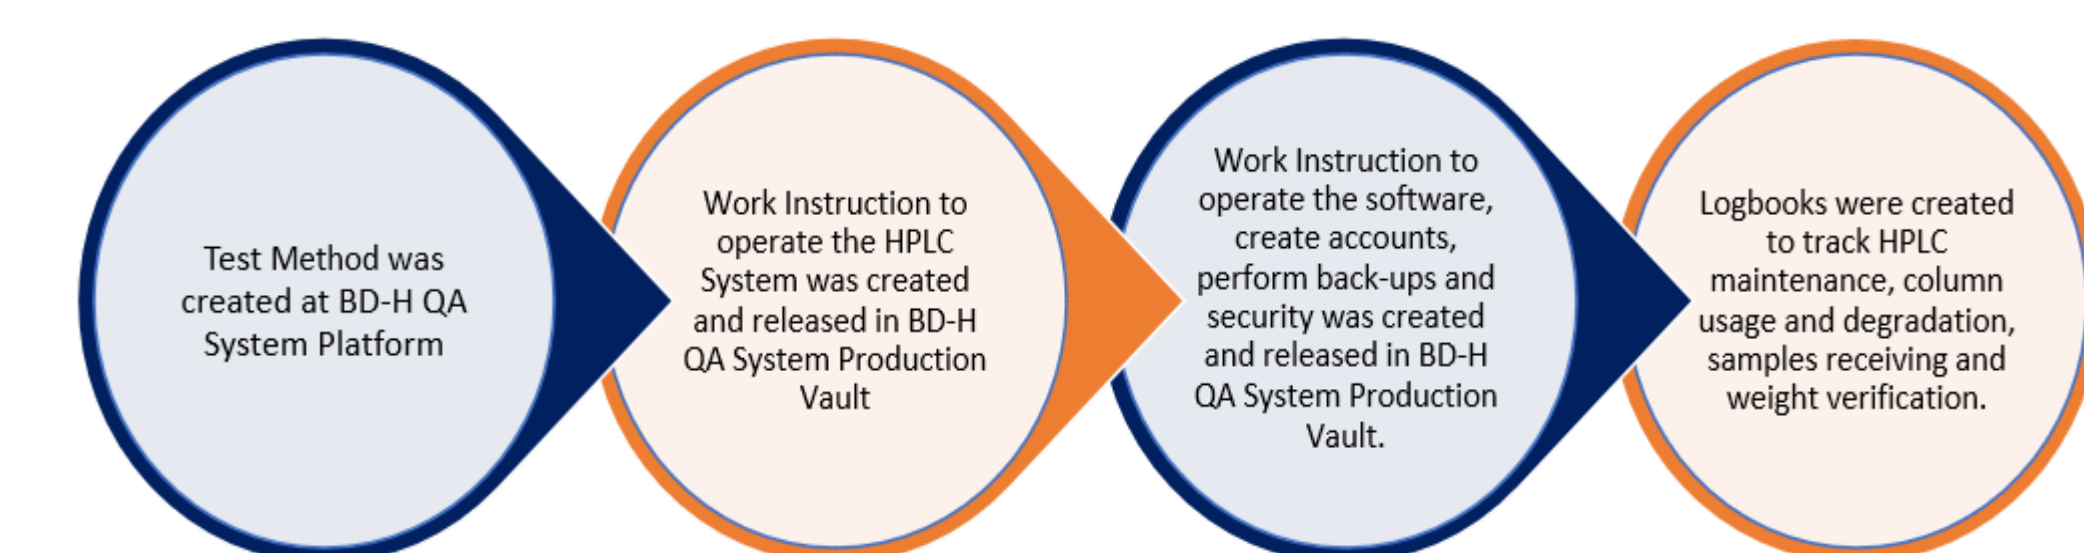 Test Method was
created at BD-H QA
System Platform
Work Instruction to
operate the HPLC
System was created
and released in BD-H
QA System Production
Vault
Work Instruction to
operate the software,
create accounts,
perform back-ups and
security was created
and released in BD-H
QA System Production
Vault.
Logbooks were created
to track HPLC
maintenance, column
usage and degradation,
samples receiving and
weight verification.